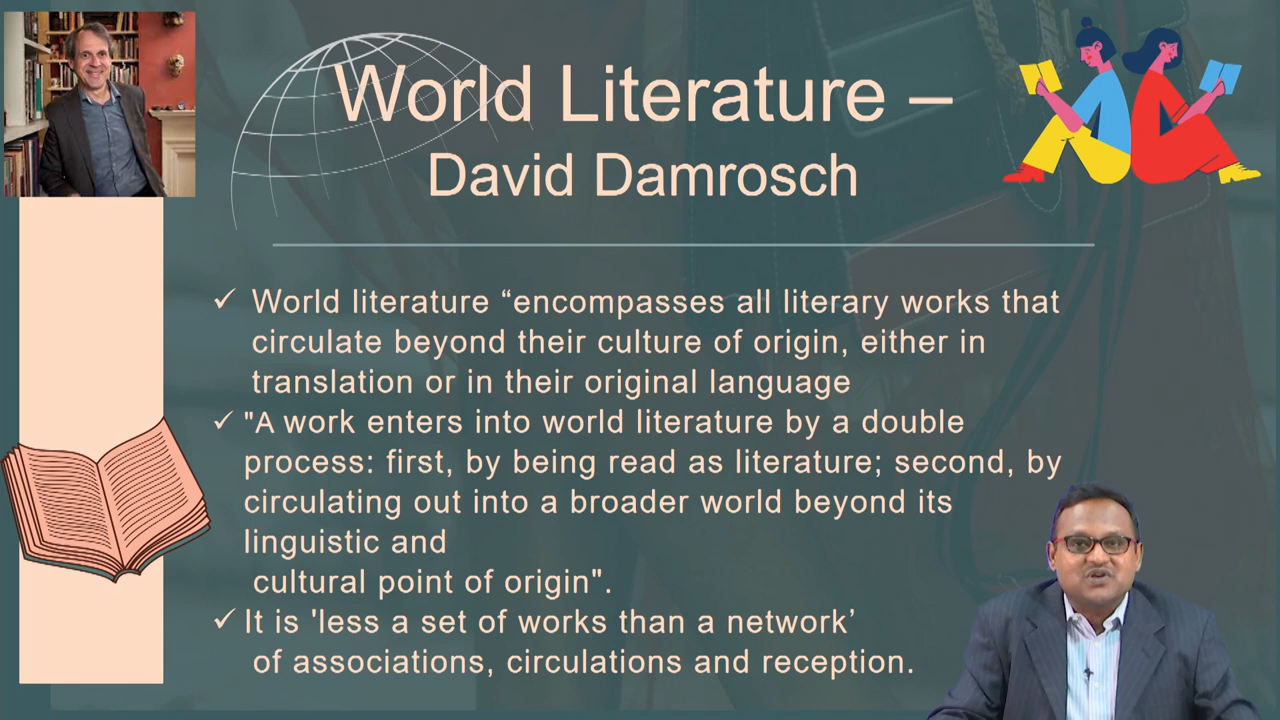 World Literature –
David Damrosch
✓ World literature “encompasses all literary works that
circulate beyond their culture of origin, either in
translation or in their original language
✓ "A work enters into world literature by a double
process: first, by being read as literature; second, by
circulating out into a broader world beyond its
linguistic and
cultural point of origin".
✓ It is 'less a set of works than a network’
of associations, circulations and reception.